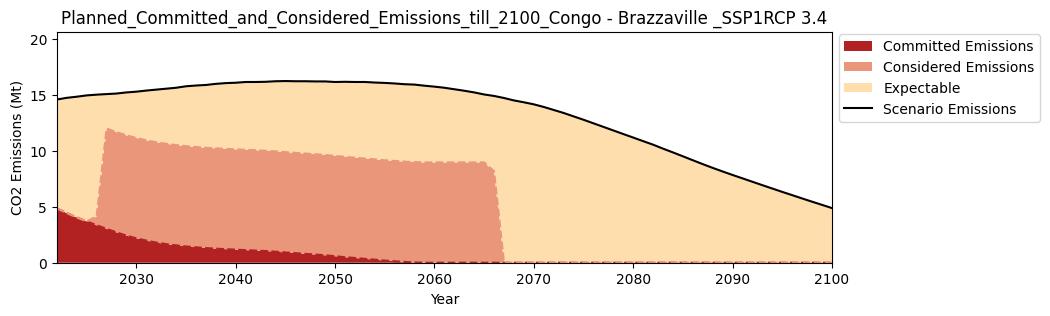 Planned_Committed_and_Considered_Emissions_till_2100_Congo - Brazzaville _SSP1RCP 3.4
20
15
10
5
0
CO2 Emissions (Mt)
2030 2040 2050 2060 2070 2080 2090 2100
Year
Committed Emissions
Considered Emissions
Expectable
Scenario Emissions